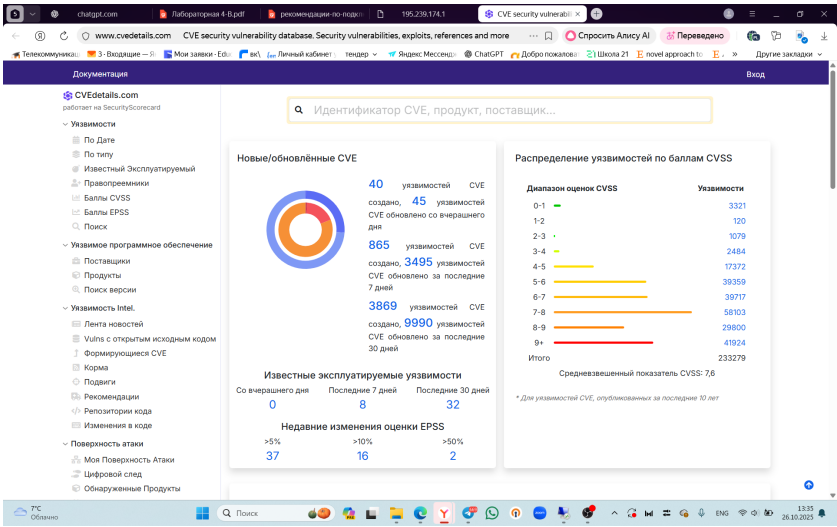 5
chatgpt.com
Лабораторная 4-B.pdf
рекомендации-по-подкл
195.239.174.1
CVE security vulnerabili
www.cvedetails.com CVE security vulnerability database. Security vulnerabilities, exploits, references and more
Спросить Алису AI
Переведено
Телекоммуникац
3 · Входящие — Я
Мои заявки · Edu
вк\
Личный кабинет
тендер
Яндекс Мессендж
ChatGPT
Добро пожалова
Школа 21
novel approach to
Другие закладки
Документация
Вход
CVEdetails.com
работает на SecurityScorecard
Уязвимости
По Дате
По типу
Известный Эксплуатируемый
Правопреемники
Баллы CVSS
Баллы EPSS
Поиск
Уязвимое программное обеспечение
Поставщики
Продукты
Поиск версии
Уязвимость Intel.
Лента новостей
Vulns с открытым исходным кодом
Формирующиеся CVE
Корма
Подвиги
Рекомендации
Репозитории кода
Изменения в коде
Поверхность атаки
Моя Поверхность Атаки
Цифровой след
Обнаруженные Продукты
Идентификатор CVE, продукт, поставщик...
Новые/обновлённые CVE
40 уязвимостей CVE
создано, 45 уязвимостей
CVE обновлено со вчерашнего
дня
865 уязвимостей CVE
создано, 3495 уязвимостей
CVE обновлено за последние
7 дней
3869 уязвимостей CVE
создано, 9990 уязвимостей
CVE обновлено за последние
30 дней
Известные эксплуатируемые уязвимости
Со вчерашнего дня Последние 7 дней Последние 30 дней
0 8 32
Недавние изменения оценки EPSS
>5% >10% >50%
37 16 2
Распределение уязвимостей по баллам CVSS
Диапазон оценок CVSS Уязвимости
0-1 3321
1-2 120
2-3 1079
3-4 2484
4-5 17372
5-6 39359
6-7 39717
7-8 58103
8-9 29800
9+ 41924
Итого 233279
Средневзвешенный показатель CVSS: 7,6
* Для уязвимостей CVE, опубликованных за последние 10 лет
7°C
Облачно
Поиск
ENG
13:35
26.10.2025